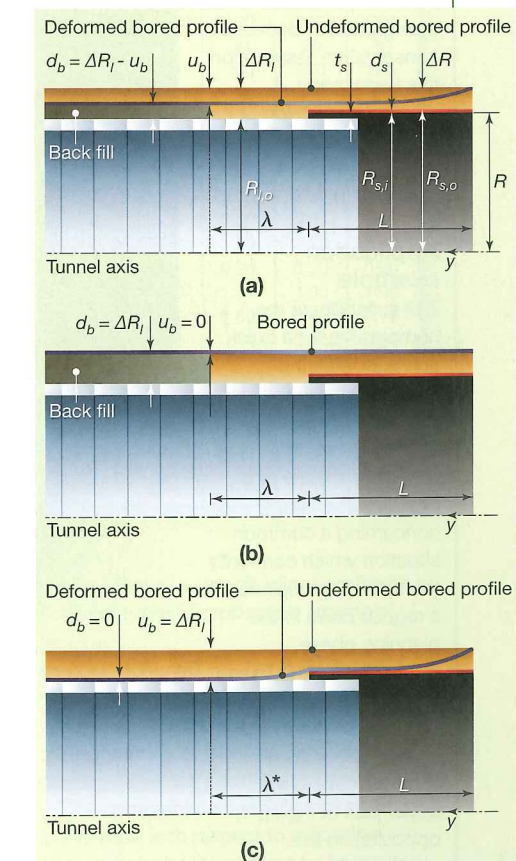 Deformed bored profile Undeformed bored profile
d_b = ΔR_l - u_b u_b ΔR_l t_s d_s ΔR
Back fill
R_l,o R_s,i R_s,o R
λ L
Tunnel axis y
(a)
d_b = ΔR_l u_b = 0 Bored profile
Back fill
λ L
Tunnel axis y
(b)
Deformed bored profile Undeformed bored profile
d_b = 0 u_b = ΔR_l
λ* L
Tunnel axis y
(c)